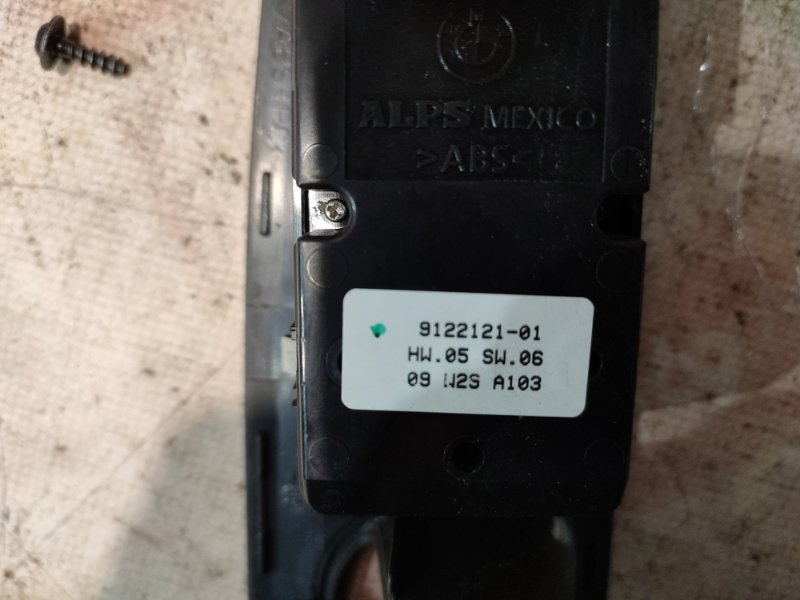 ALPS MEXICO
>ABS<
9122121-01
HW.05 SW.06
09 W2S A103